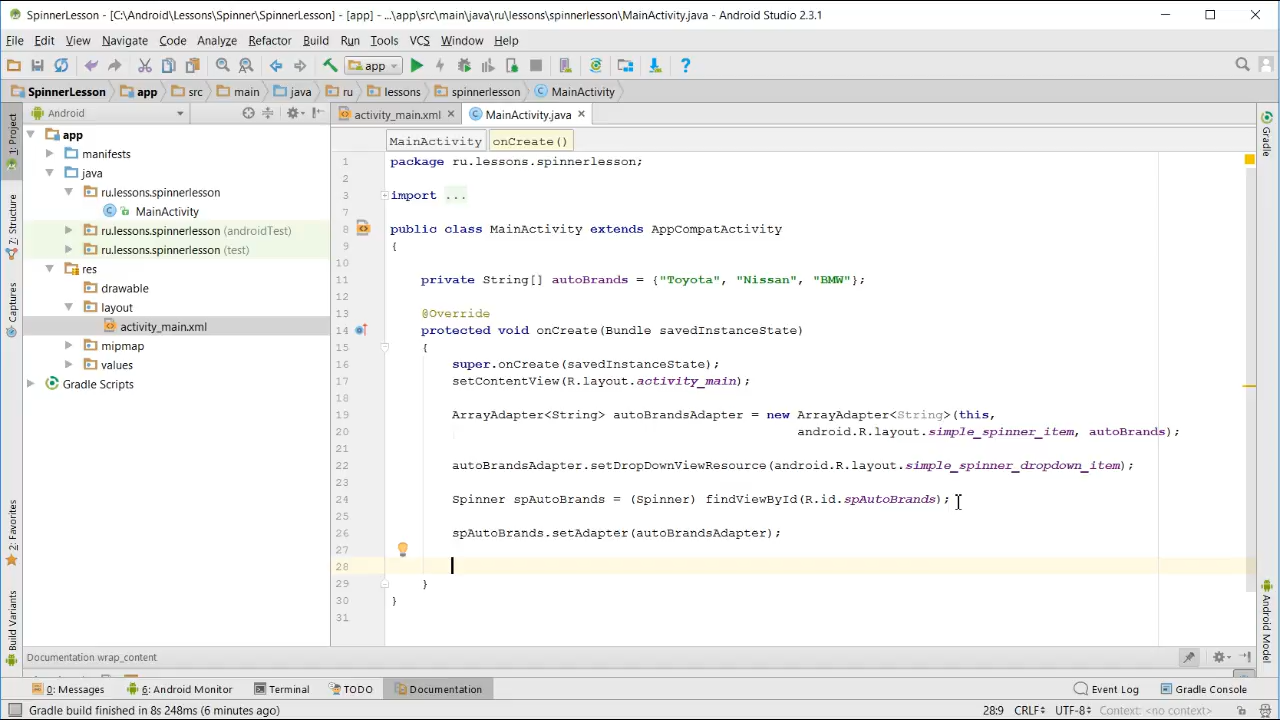 SpinnerLesson - [C:\Android\Lessons\Spinner\SpinnerLesson] - [app] - ...\app\src\main\java\ru\lessons\spinnerlesson\MainActivity.java - Android Studio 2.3.1
File Edit View Navigate Code Analyze Refactor Build Run Tools VCS Window Help
app
SpinnerLesson app src main java ru lessons spinnerlesson MainActivity
Android
activity_main.xml MainActivity.java
MainActivity onCreate()
1: Project
7: Structure
Captures
2: Favorites
Build Variants
app
manifests
java
ru.lessons.spinnerlesson
MainActivity
ru.lessons.spinnerlesson (androidTest)
ru.lessons.spinnerlesson (test)
res
drawable
layout
activity_main.xml
mipmap
values
Gradle Scripts
1 package ru.lessons.spinnerlesson;
2
3 import ...
7
8 public class MainActivity extends AppCompatActivity
9 {
10
11 private String[] autoBrands = {"Toyota", "Nissan", "BMW"};
12
13 @Override
14 protected void onCreate(Bundle savedInstanceState)
15 {
16 super.onCreate(savedInstanceState);
17 setContentView(R.layout.activity_main);
18
19 ArrayAdapter<String> autoBrandsAdapter = new ArrayAdapter<String>(this,
20 android.R.layout.simple_spinner_item, autoBrands);
21
22 autoBrandsAdapter.setDropDownViewResource(android.R.layout.simple_spinner_dropdown_item);
23
24 Spinner spAutoBrands = (Spinner) findViewById(R.id.spAutoBrands);
25
26 spAutoBrands.setAdapter(autoBrandsAdapter);
27
28
29 }
30 }
31
Gradle
Android Model
Documentation wrap_content
0: Messages 6: Android Monitor Terminal TODO Documentation Event Log Gradle Console
Gradle build finished in 8s 248ms (6 minutes ago) 28:9 CRLF UTF-8 Context: <no context>